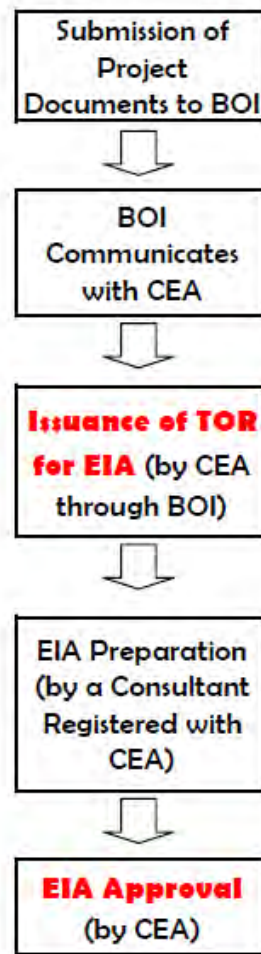 Submission of
Project
Documents to BOI
BOI
Communicates
with CEA
Issuance of TOR
for EIA (by CEA
through BOI)
EIA Preparation
(by a Consultant
Registered with
CEA)
EIA Approval
(by CEA)